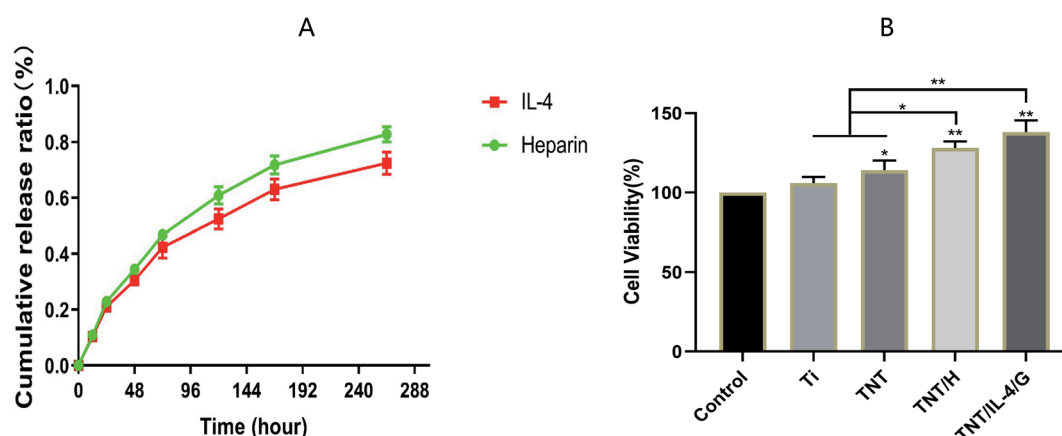 A
Cumulative release ratio (%)
1.0
0.8
0.6
0.4
0.2
0.0
0 48 96 144 192 240 288
Time (hour)
IL-4
Heparin
B
Cell Viability(%)
150
100
50
0
**
*
*
**
**
Control
Ti
TNT
TNT/H
TNT/IL-4/G